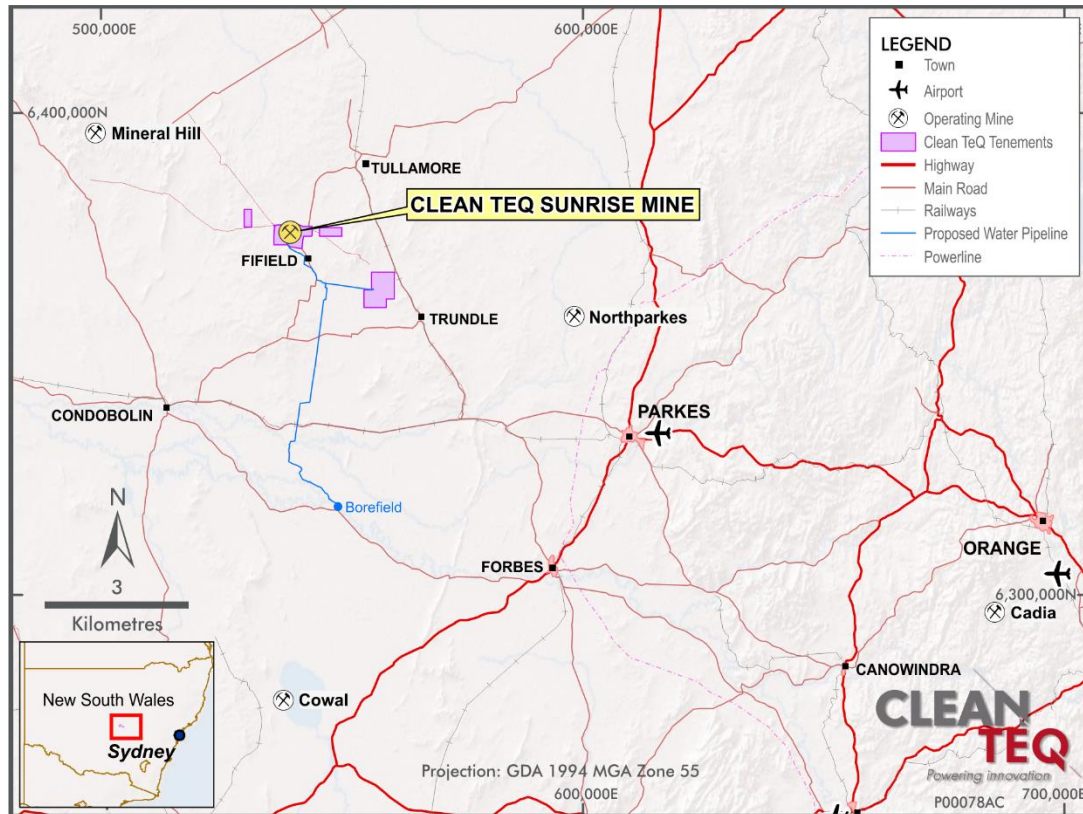 500,000E
600,000E
6,400,000N
Mineral Hill
TULLAMORE
CLEAN TEQ SUNRISE MINE
FIFIELD
TRUNDLE
Northparkes
CONDOBOLIN
PARKES
Borefield
FORBES
ORANGE
6,300,000N
Cadia
CANOWINDRA
Cowal
LEGEND
Town
Airport
Operating Mine
Clean TeQ Tenements
Highway
Main Road
Railways
Proposed Water Pipeline
Powerline
N
3
Kilometres
New South Wales
Sydney
Projection: GDA 1994 MGA Zone 55
600,000E
CLEAN
TEQ
Powering innovation
P00078AC
700,000E